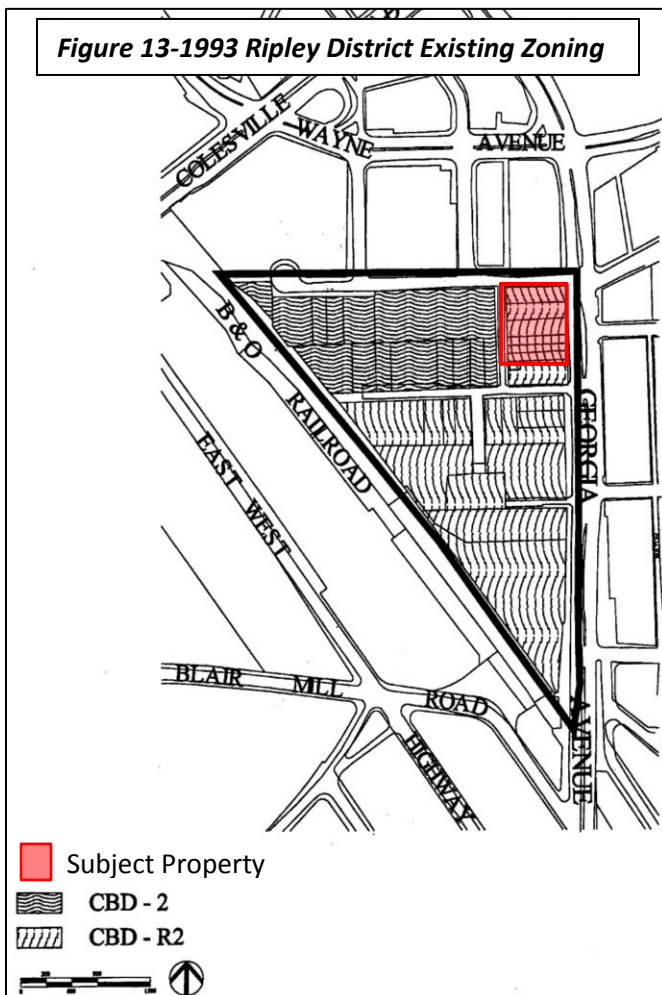 Figure 13-1993 Ripley District Existing Zoning
COLESVILLE
WAYNE AVENUE
B & O RAILROAD
GEORGIA AVENUE
EAST WEST HIGHWAY
BLAIR MILL ROAD
Subject Property
CBD - 2
CBD - R2